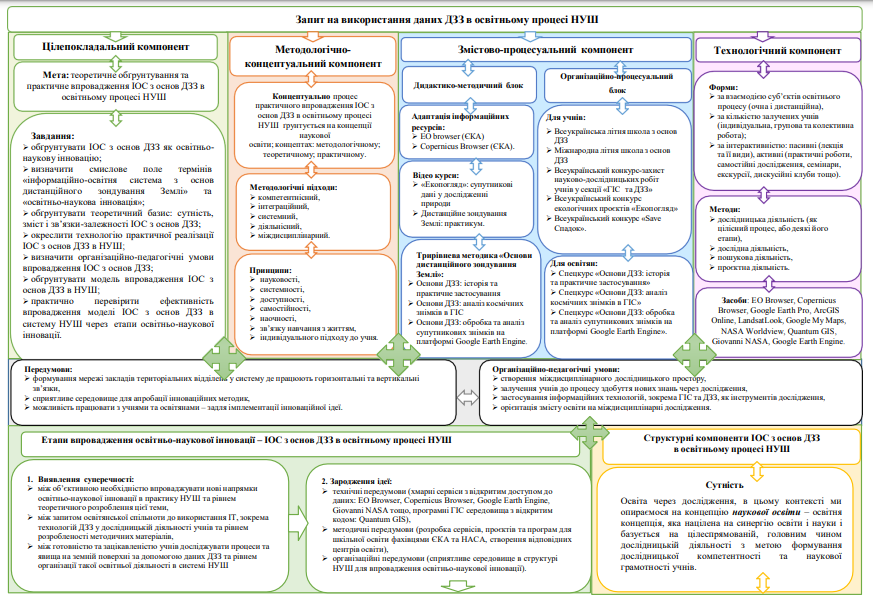 Запит на використання даних ДЗЗ в освітньому процесі НУШ
Цілепокладальний компонент
Мета: теоретичне обґрунтування та
практичне впровадження ІОС з основ ДЗЗ в
освітньому процесі НУШ
Завдання:
➢ обґрунтувати ІОС з основ ДЗЗ як освітньо-
наукову інновацію;
➢ визначити смислове поле термінів
«інформаційно-освітня система з основ
дистанційного зондування Землі» та
«освітньо-наукова інновація»;
➢ обґрунтувати теоретичний базис: сутність,
зміст і зв'язки-залежності ІОС з основ ДЗЗ;
➢ окреслити технологію практичної реалізації
ІОС з основ ДЗЗ в НУШ;
➢ визначити організаційно-педагогічні умови
впровадження ІОС з основ ДЗЗ;
➢ обґрунтувати модель впровадження ІОС з
основ ДЗЗ в НУШ;
➢ практично перевірити ефективність
впровадження моделі ІОС з основ ДЗЗ в
систему НУШ через етапи освітньо-наукової
інновації.
Методологічно-
концептуальний компонент
Концептуально процес
практичного впровадження ІОС з
основ ДЗЗ в освітньому процесі
НУШ ґрунтується на концепції
наукової
освіти; концептах: методологічному;
теоретичному, практичному.
Методологічні підходи:
➢ компетентнісний,
➢ інтеграційний,
➢ системний,
➢ діяльнісний,
➢ міждисциплінарний.
Принципи:
➢ науковості,
➢ системності,
➢ доступності,
➢ самостійності,
➢ наочності,
➢ зв'язку навчання з життям,
➢ індивідуального підходу до учня.
Змістово-процесуальний компонент
Дидактико-методичний блок
Адаптація інформаційних
ресурсів:
➢ EO browser (ЄКА)
➢ Copernicus Browser (ЄКА).
Відео курси:
➢ «Екопогляд»: супутникові
дані у дослідженні
природи
➢ Дистанційне зондування
Землі: практикум.
Трирівнева методика «Основи
дистанційного зондування
Землі»:
➢ Основи ДЗЗ: історія та
практичне застосування
➢ Основи ДЗЗ: аналіз космічних
знімків в ГІС
➢ Основи ДЗЗ: обробка та аналіз
супутникових знімків на
платформі Google Earth Engine.
Організаційно-процесуальний
блок
Для учнів:
➢ Всеукраїнська літня школа з основ
ДЗЗ
➢ Міжнародна літня школа з основ
ДЗЗ
➢ Всеукраїнський конкурс-захист
науково-дослідницьких робіт
учнів у секції «ГІС та ДЗЗ»
➢ Всеукраїнський конкурс
екологічних проєктів «Екопогляд»
➢ Всеукраїнський конкурс «Save
Спадок».
Для освітян:
➢ Спецкурс «Основи ДЗЗ: історія
та практичне застосування»
➢ Спецкурс «Основи ДЗЗ: аналіз
космічних знімків в ГІС»
➢ Спецкурс «Основи ДЗЗ: обробка
та аналіз супутникових знімків на
платформі Google Earth Engine».
Технологічний компонент
Форми:
➢ за взаємодією суб'єктів освітнього
процесу (очна і дистанційна),
➢ за кількістю залучених учнів
(індивідуальна, групова та колективна
робота);
➢ за інтерактивністю: пасивні (лекція
та її види), активні (практичні роботи,
самостійні дослідження, семінари,
екскурсії, дискусійні клуби тощо).
Методи:
➢ дослідницька діяльність (як
цілісний процес, або деякі його
етапи),
➢ дослідна діяльність,
➢ пошукова діяльність,
➢ проєктна діяльність.
Засоби: EO Browser, Copernicus
Browser, Google Earth Pro, ArcGIS
Online, LandsatLook, Google My Maps,
NASA Worldview, Quantum GIS,
Giovanni NASA, Google Earth Engine.
Передумови:
➢ формування мережі закладів територіальних відділень у систему де працюють горизонтальні та вертикальні
зв'язки,
➢ сприятливе середовище для апробації інноваційних методик,
➢ можливість працювати з учнями та освітянами – задля імплементації інноваційної ідеї.
Організаційно-педагогічні умови:
➢ створення міждисциплінарного дослідницького простору,
➢ залучення учнів до процесу здобуття нових знань через дослідження,
➢ застосування інформаційних технологій, зокрема ГІС та ДЗЗ, як інструментів дослідження,
➢ орієнтація змісту освіти на міждисциплінарні дослідження.
Етапи впровадження освітньо-наукової інновації – ІОС з основ ДЗЗ в освітньому процесі НУШ
1. Виявлення суперечності:
➢ між об'єктивною необхідністю впроваджувати нові напрямки
освітньо-наукової інновації в практику НУШ та рівнем
теоретичного розроблення цієї теми,
➢ між запитом освітянської спільноти до використання ІТ, зокрема
технологій ДЗЗ у дослідницькій діяльності учнів та рівнем
розробленості методичних матеріалів,
➢ між готовністю та зацікавленістю учнів досліджувати процеси та
явища на земній поверхні за допомогою даних ДЗЗ та рівнем
організації такої освітньої діяльності в системі НУШ
2. Зародження ідеї:
➢ технічні передумови (хмарні сервіси з відкритим доступом до
даних: EO Browser, Copernicus Browser, Google Earth Engine,
Giovanni NASA тощо, програмні ГІС середовища з відкритим
кодом: Quantum GIS),
➢ методичні передумови (розробка сервісів, проєктів та програм для
шкільної освіти фахівцями ЄКА та НАСА, створення відповідних
центрів освіти),
➢ організаційні передумови (сприятливе середовище в структурі
НУШ для впровадження освітньо-наукової інновації).
Структурні компоненти ІОС з основ ДЗЗ
в освітньому процесі НУШ
Сутність
Освіта через дослідження, в цьому контексті ми
опираємося на концепцію наукової освіти – освітня
концепція, яка націлена на синергію освіти і науки і
базується на цілеспрямованій, головним чином
дослідницькій діяльності з метою формування
дослідницької компетентності та наукової
грамотності учнів.